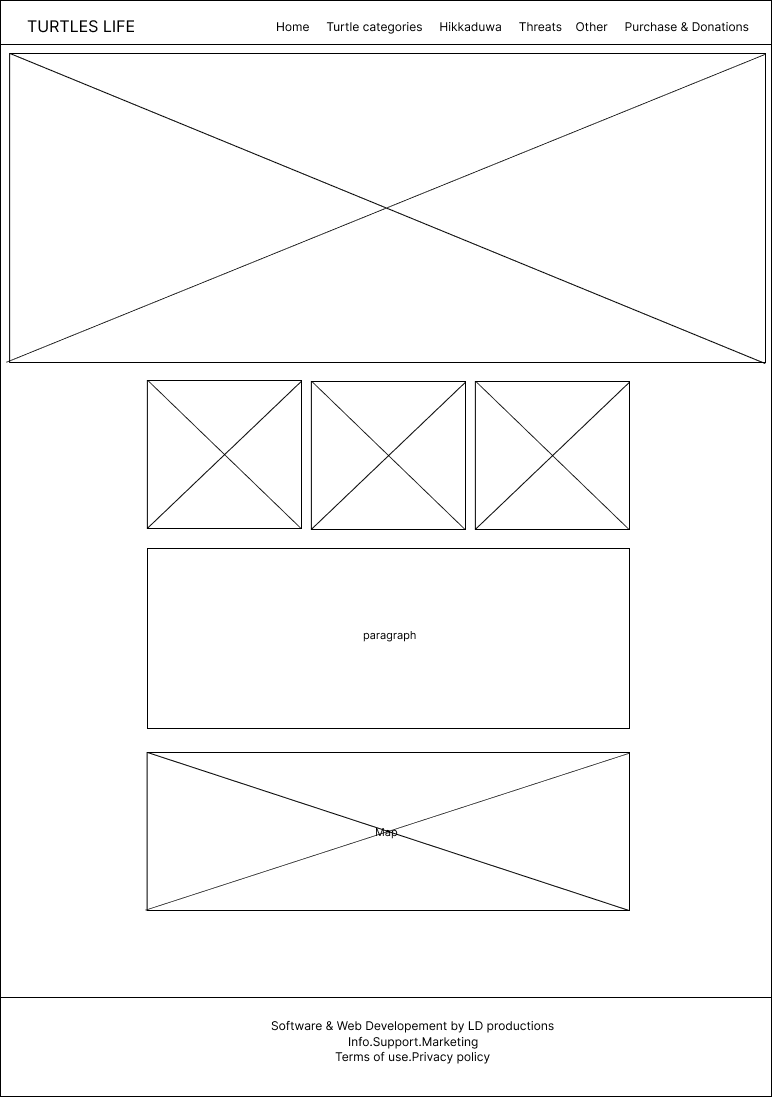 TURTLES LIFE
Home Turtle categories Hikkaduwa Threats Other Purchase & Donations
paragraph
Map
Software & Web Developement by LD productions
Info.Support.Marketing
Terms of use.Privacy policy